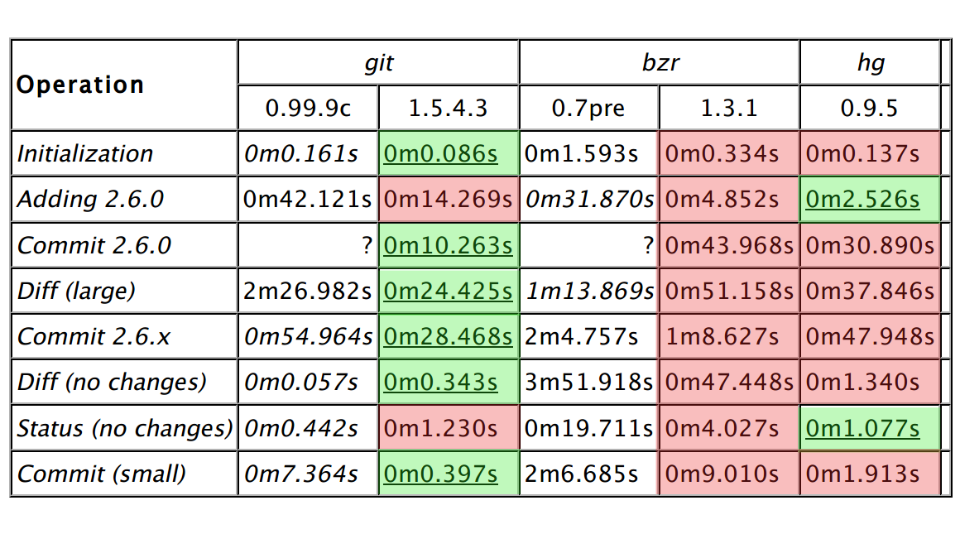 Operation git bzr hg
0.99.9c 1.5.4.3 0.7pre 1.3.1 0.9.5
Initialization 0m0.161s 0m0.086s 0m1.593s 0m0.334s 0m0.137s
Adding 2.6.0 0m42.121s 0m14.269s 0m31.870s 0m4.852s 0m2.526s
Commit 2.6.0 ? 0m10.263s ? 0m43.968s 0m30.890s
Diff (large) 2m26.982s 0m24.425s 1m13.869s 0m51.158s 0m37.846s
Commit 2.6.x 0m54.964s 0m28.468s 2m4.757s 1m8.627s 0m47.948s
Diff (no changes) 0m0.057s 0m0.343s 3m51.918s 0m47.448s 0m1.340s
Status (no changes) 0m0.442s 0m1.230s 0m19.711s 0m4.027s 0m1.077s
Commit (small) 0m7.364s 0m0.397s 2m6.685s 0m9.010s 0m1.913s